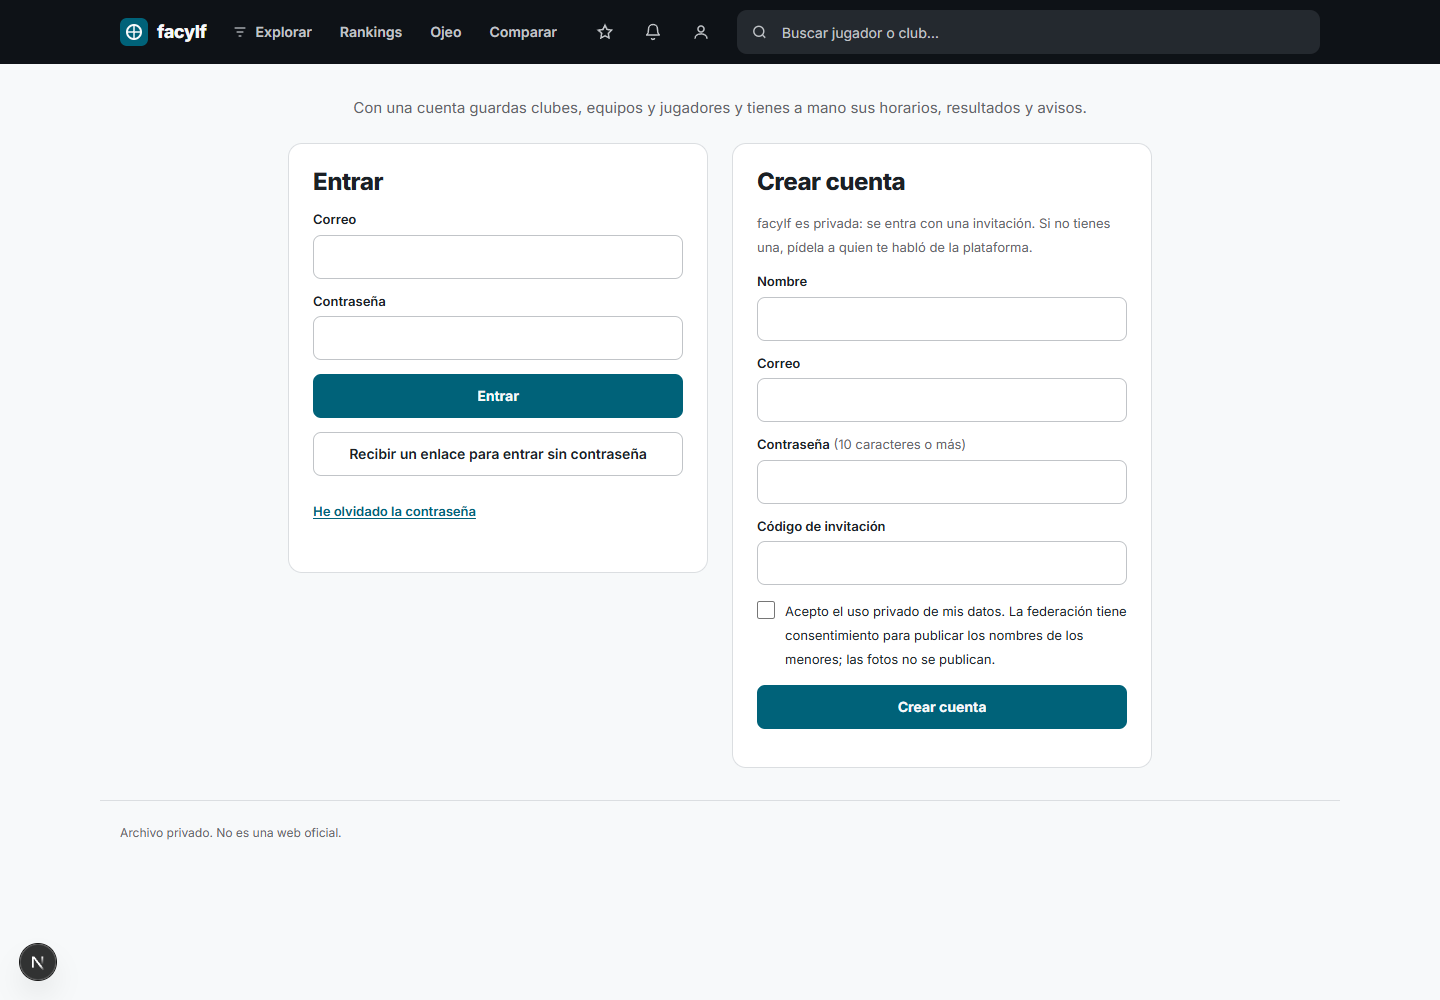 facylf
Explorar
Rankings
Ojeo
Comparar
Buscar jugador o club...
Con una cuenta guardas clubes, equipos y jugadores y tienes a mano sus horarios, resultados y avisos.
Entrar
Correo
Contraseña
Entrar
Recibir un enlace para entrar sin contraseña
He olvidado la contraseña
Crear cuenta
facylf es privada: se entra con una invitación. Si no tienes
una, pídela a quien te habló de la plataforma.
Nombre
Correo
Contraseña (10 caracteres o más)
Código de invitación
Acepto el uso privado de mis datos. La federación tiene
consentimiento para publicar los nombres de los
menores; las fotos no se publican.
Crear cuenta
Archivo privado. No es una web oficial.
N